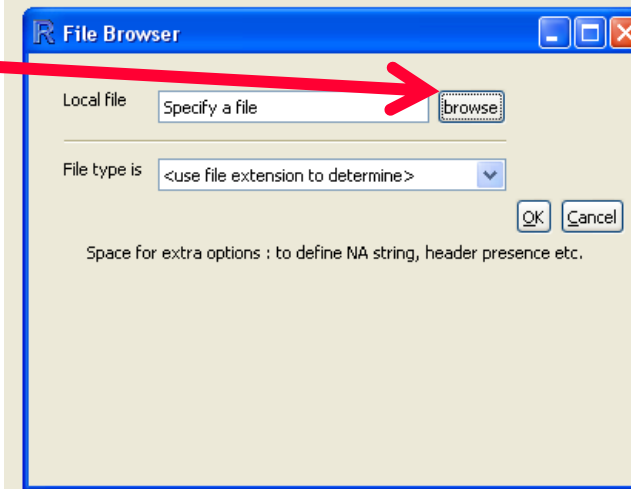 R File Browser
Local file Specify a file browse
File type is <use file extension to determine>
OK Cancel
Space for extra options : to define NA string, header presence etc.